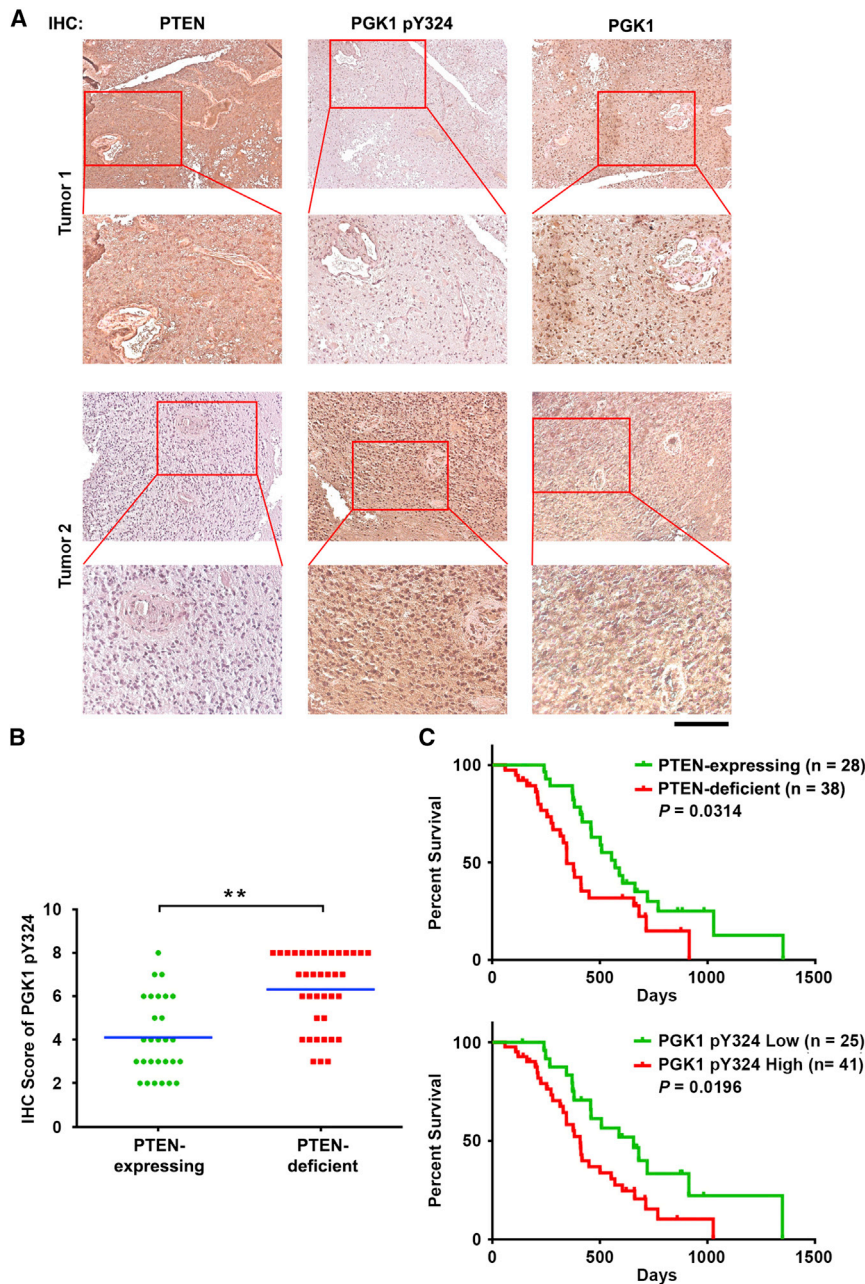 A
IHC: PTEN PGK1 pY324 PGK1
Tumor 1
Tumor 2
B
IHC Score of PGK1 pY324
10
8
6
4
2
0
**
PTEN-
expressing
PTEN-
deficient
C
Percent Survival
100
50
0
PTEN-expressing (n = 28)
PTEN-deficient (n = 38)
P = 0.0314
0 500 1000 1500
Days
Percent Survival
100
50
0
PGK1 pY324 Low (n = 25)
PGK1 pY324 High (n= 41)
P = 0.0196
0 500 1000 1500
Days